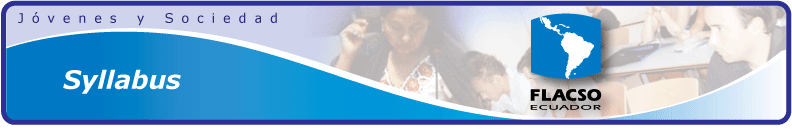 Jóvenes y Sociedad
Syllabus
FLACSO
ECUADOR